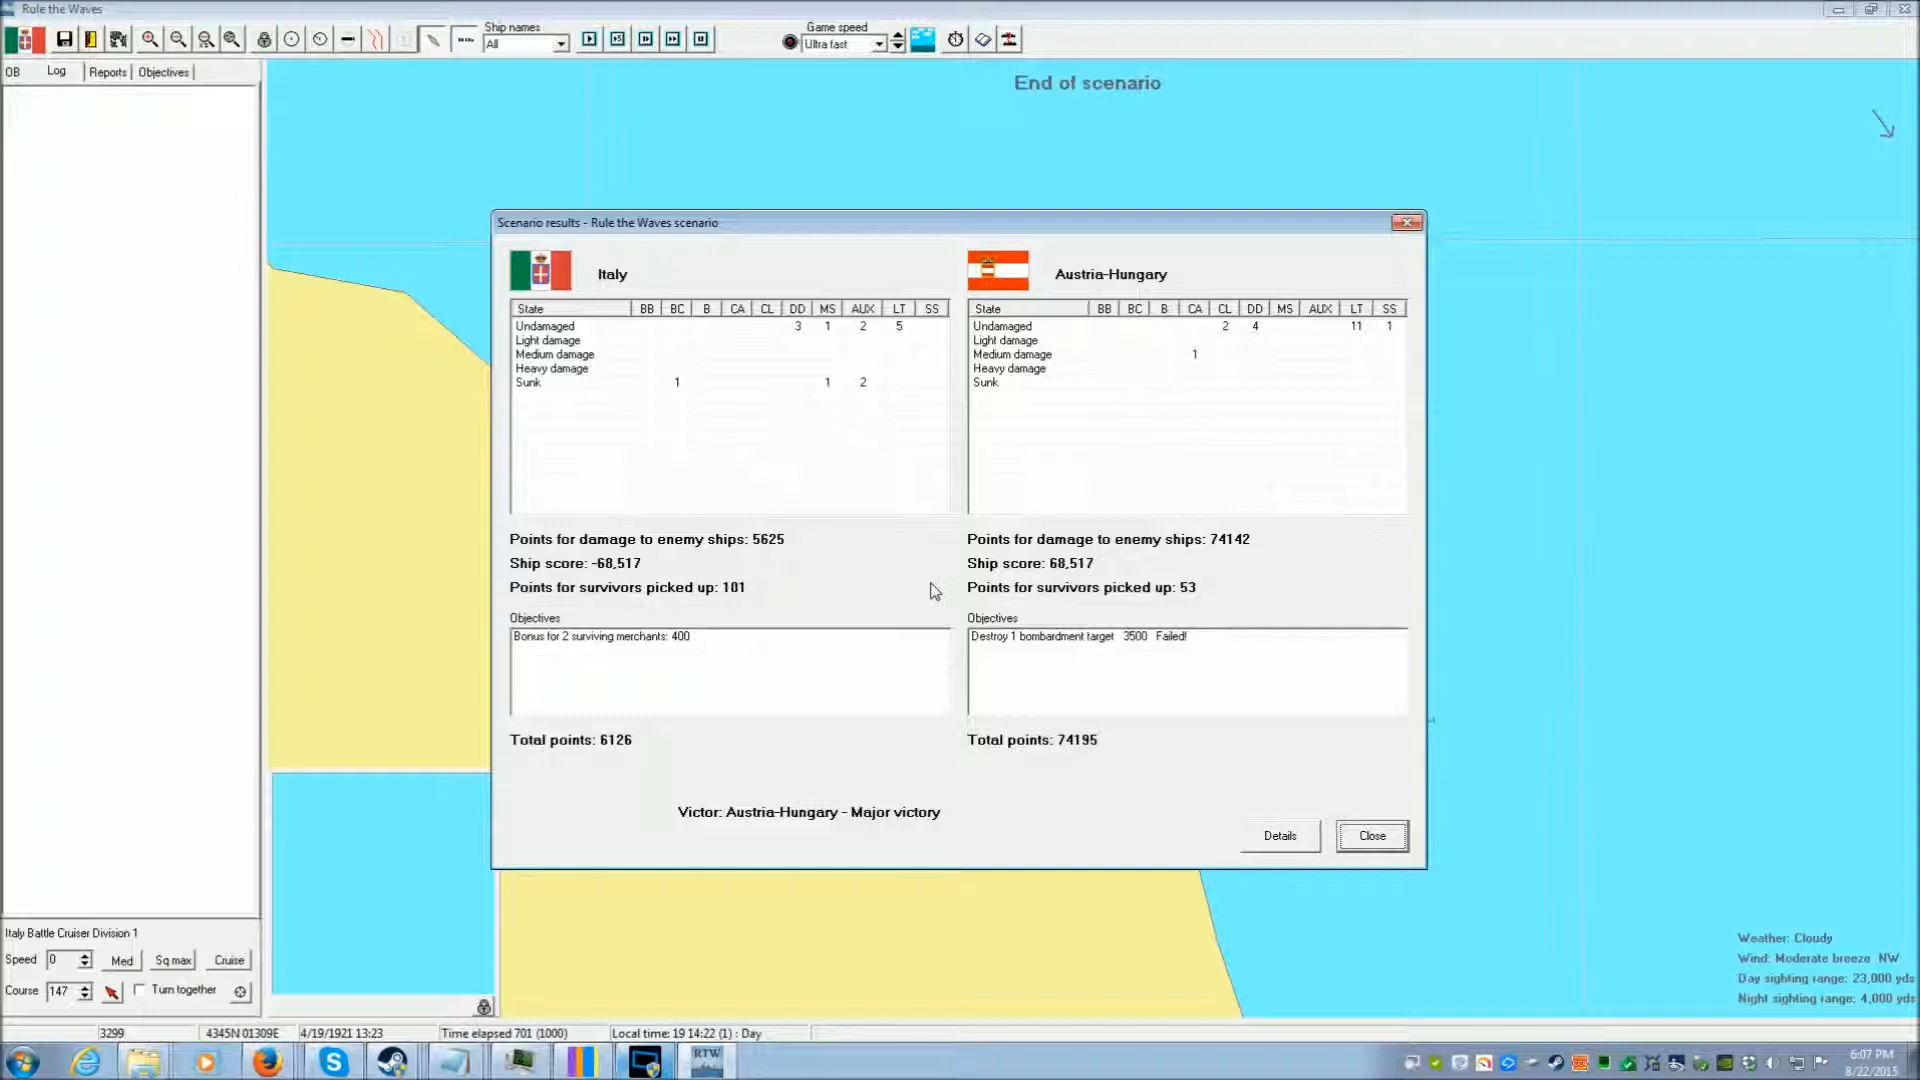 Rule the Waves
Ship names
All
Game speed
Ultra fast
OB Log Reports Objectives
End of scenario
Scenario results - Rule the Waves scenario
Italy
State BB BC B CA CL DD MS AUX LT SS
Undamaged 3 1 2 5
Light damage
Medium damage
Heavy damage
Sunk 1 1 2
Points for damage to enemy ships: 5625
Ship score: -68,517
Points for survivors picked up: 101
Objectives
Bonus for 2 surviving merchants: 400
Total points: 6126
Austria-Hungary
State BB BC B CA CL DD MS AUX LT SS
Undamaged 2 4 11 1
Light damage
Medium damage 1
Heavy damage
Sunk
Points for damage to enemy ships: 74142
Ship score: 68,517
Points for survivors picked up: 53
Objectives
Destroy 1 bombardment target 3500 Failed!
Total points: 74195
Victor: Austria-Hungary - Major victory
Details Close
Italy Battle Cruiser Division 1
Speed 0 Med Sq max Cruise
Course 147 Turn together
Weather: Cloudy
Wind: Moderate breeze NW
Day sighting range: 23,000 yds
Night sighting range: 4,000 yds
3299 4345N 01309E 4/19/1921 13:23 Time elapsed 701 (1000) Local time: 19 14:22 (1) : Day
RTW
6:07 PM
8/22/2015